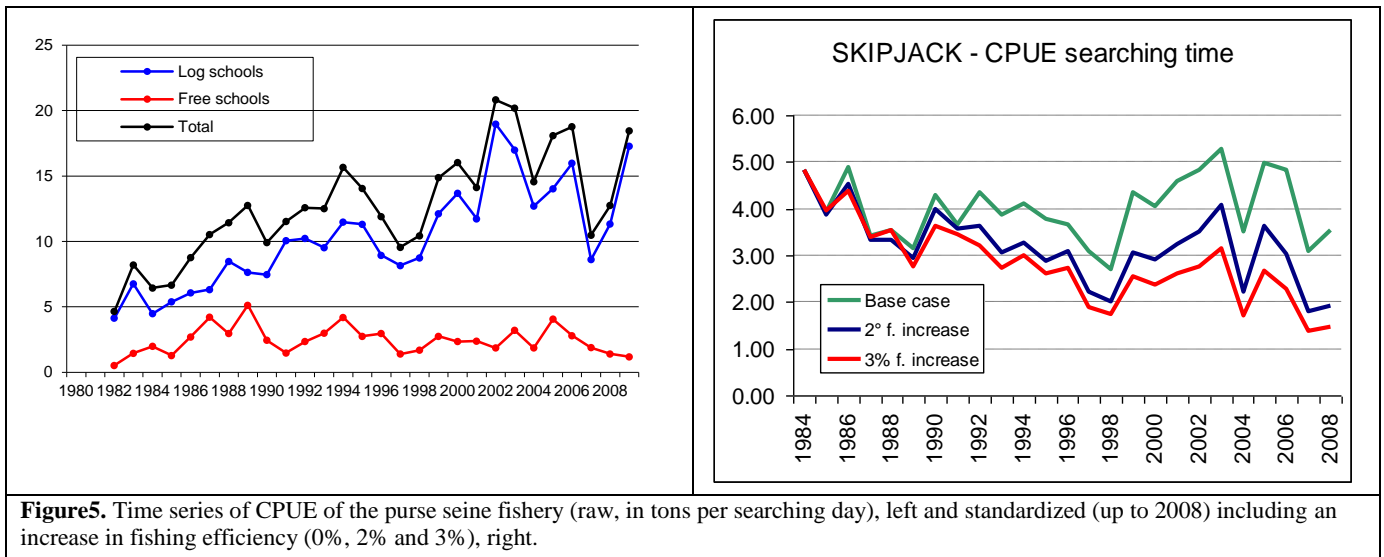 25
20
15
10
5
0
Log schools
Free schools
Total
1980 1982 1984 1986 1988 1990 1992 1994 1996 1998 2000 2002 2004 2006 2008
SKIPJACK - CPUE searching time
6.00
5.00
4.00
3.00
2.00
1.00
0.00
Base case
2° f. increase
3% f. increase
1984 1986 1988 1990 1992 1994 1996 1998 2000 2002 2004 2006 2008
Figure5. Time series of CPUE of the purse seine fishery (raw, in tons per searching day), left and standardized (up to 2008) including an
increase in fishing efficiency (0%, 2% and 3%), right.